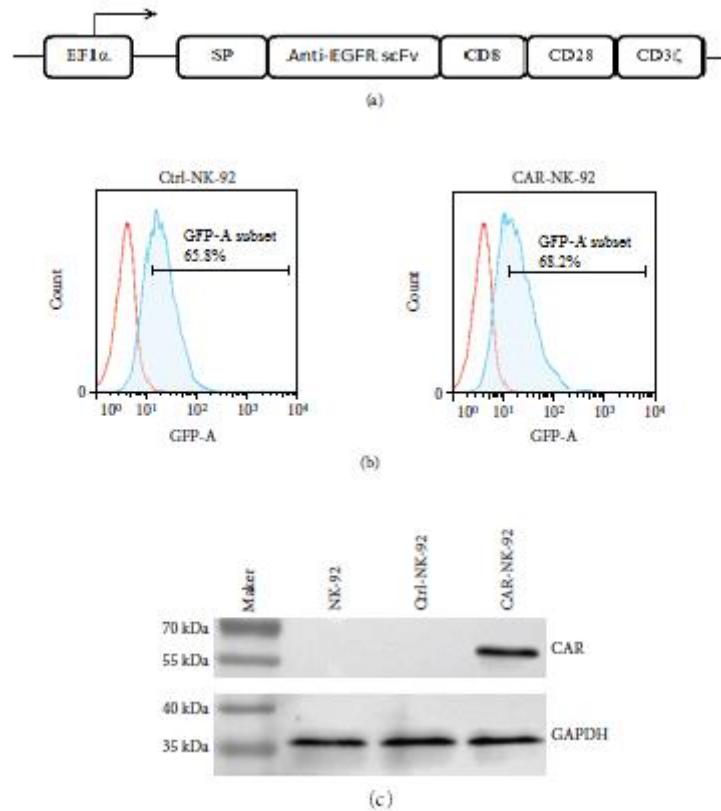 EF1α SP Anti-EGFR scFv CD8 CD28 CD3ζ
(a)
Ctrl-NK-92
GFP-A subset
65.8%
Count
0
10⁰ 10¹ 10² 10³ 10⁴
GFP-A
CAR-NK-92
GFP-A subset
68.2%
Count
0
10⁰ 10¹ 10² 10³ 10⁴
GFP-A
(b)
Maker NK-92 Ctrl-NK-92 CAR-NK-92
70 kDa
55 kDa
CAR
40 kDa
35 kDa
GAPDH
(c)